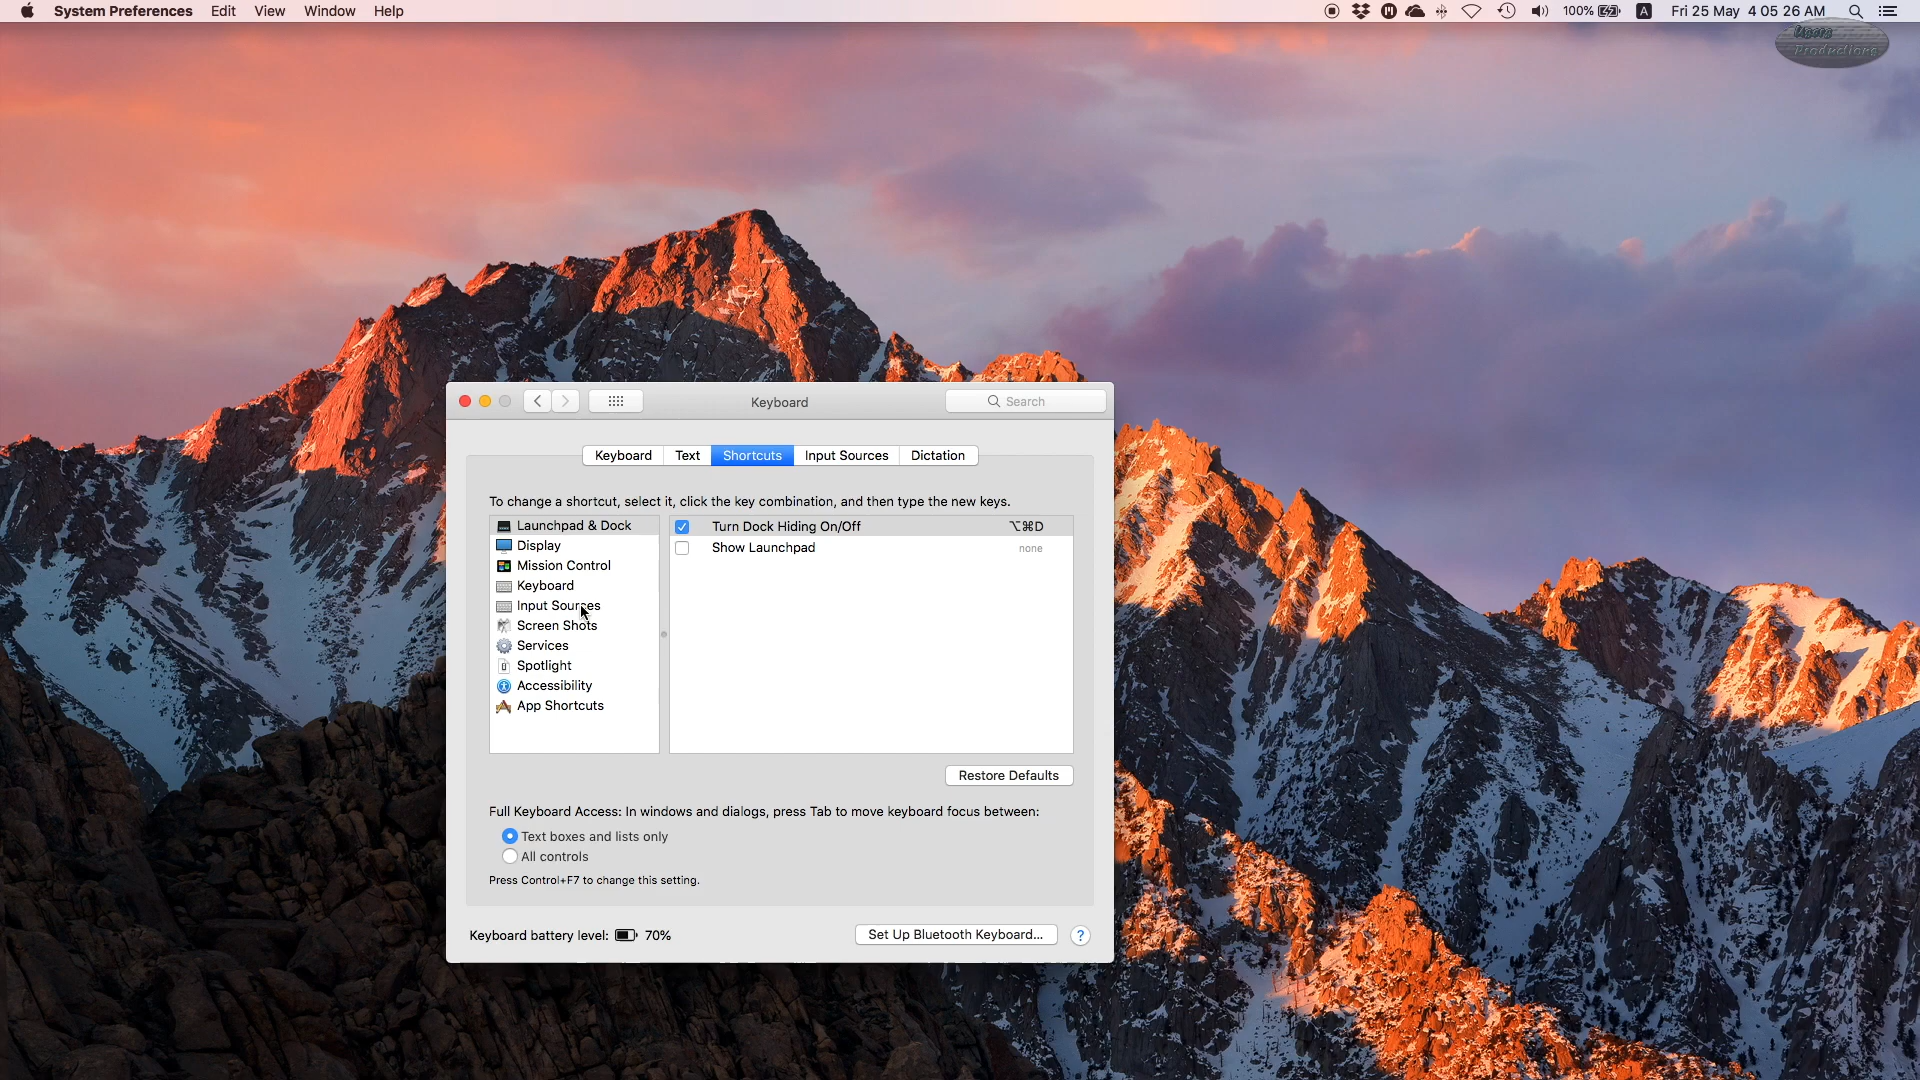 System Preferences Edit View Window Help 100% A Fri 25 May 4 05 26 AM
Users
Productions
Keyboard Search
Keyboard Text Shortcuts Input Sources Dictation
To change a shortcut, select it, click the key combination, and then type the new keys.
Launchpad & Dock
Display
Mission Control
Keyboard
Input Sources
Screen Shots
Services
Spotlight
Accessibility
App Shortcuts
Turn Dock Hiding On/Off ⌥⌘D
Show Launchpad none
Restore Defaults
Full Keyboard Access: In windows and dialogs, press Tab to move keyboard focus between:
Text boxes and lists only
All controls
Press Control+F7 to change this setting.
Keyboard battery level: 70% Set Up Bluetooth Keyboard... ?